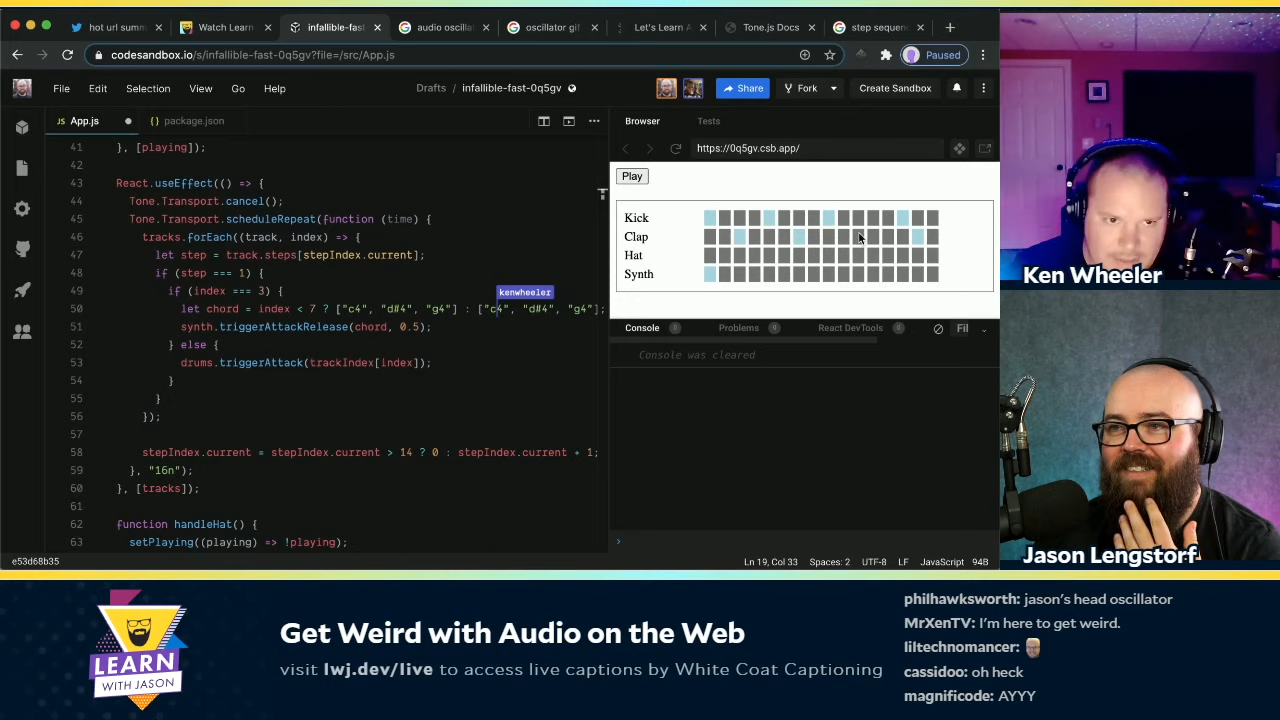 hot url summ
Watch Learn
infallible-fast-
audio oscillat
oscillator gif
Let's Learn A
Tone.js Docs
step sequenc
codesandbox.io/s/infallible-fast-0q5gv?file=/src/App.js
Paused
File Edit Selection View Go Help
Drafts / infallible-fast-0q5gv
Share
Fork
Create Sandbox
JS App.js
{} package.json
Browser
Tests
https://0q5gv.csb.app/
41 }, [playing]);
42
43 React.useEffect(() => {
44 Tone.Transport.cancel();
45 Tone.Transport.scheduleRepeat(function (time) {
46 tracks.forEach((track, index) => {
47 let step = track.steps[stepIndex.current];
48 if (step === 1) {
49 if (index === 3) {
kenwheeler
50 let chord = index < 7 ? ["c4", "d#4", "g4"] : ["c4", "d#4", "g4"];
51 synth.triggerAttackRelease(chord, 0.5);
52 } else {
53 drums.triggerAttack(trackIndex[index]);
54 }
55 }
56 });
57
58 stepIndex.current = stepIndex.current > 14 ? 0 : stepIndex.current + 1;
59 }, "16n");
60 }, [tracks]);
61
62 function handleHat() {
63 setPlaying((playing) => !playing);
Play
Kick
Clap
Hat
Synth
Console 0
Problems 0
React DevTools 0
Fil
Console was cleared
e53d68b35
Ln 19, Col 33 Spaces: 2 UTF-8 LF JavaScript 94B
Ken Wheeler
Jason Lengstorf
LEARN
WITH JASON
Get Weird with Audio on the Web
visit lwj.dev/live to access live captions by White Coat Captioning
philhawksworth: jason's head oscillator
MrXenTV: I'm here to get weird.
liltechnomancer:
cassidoo: oh heck
magnificode: AYYY